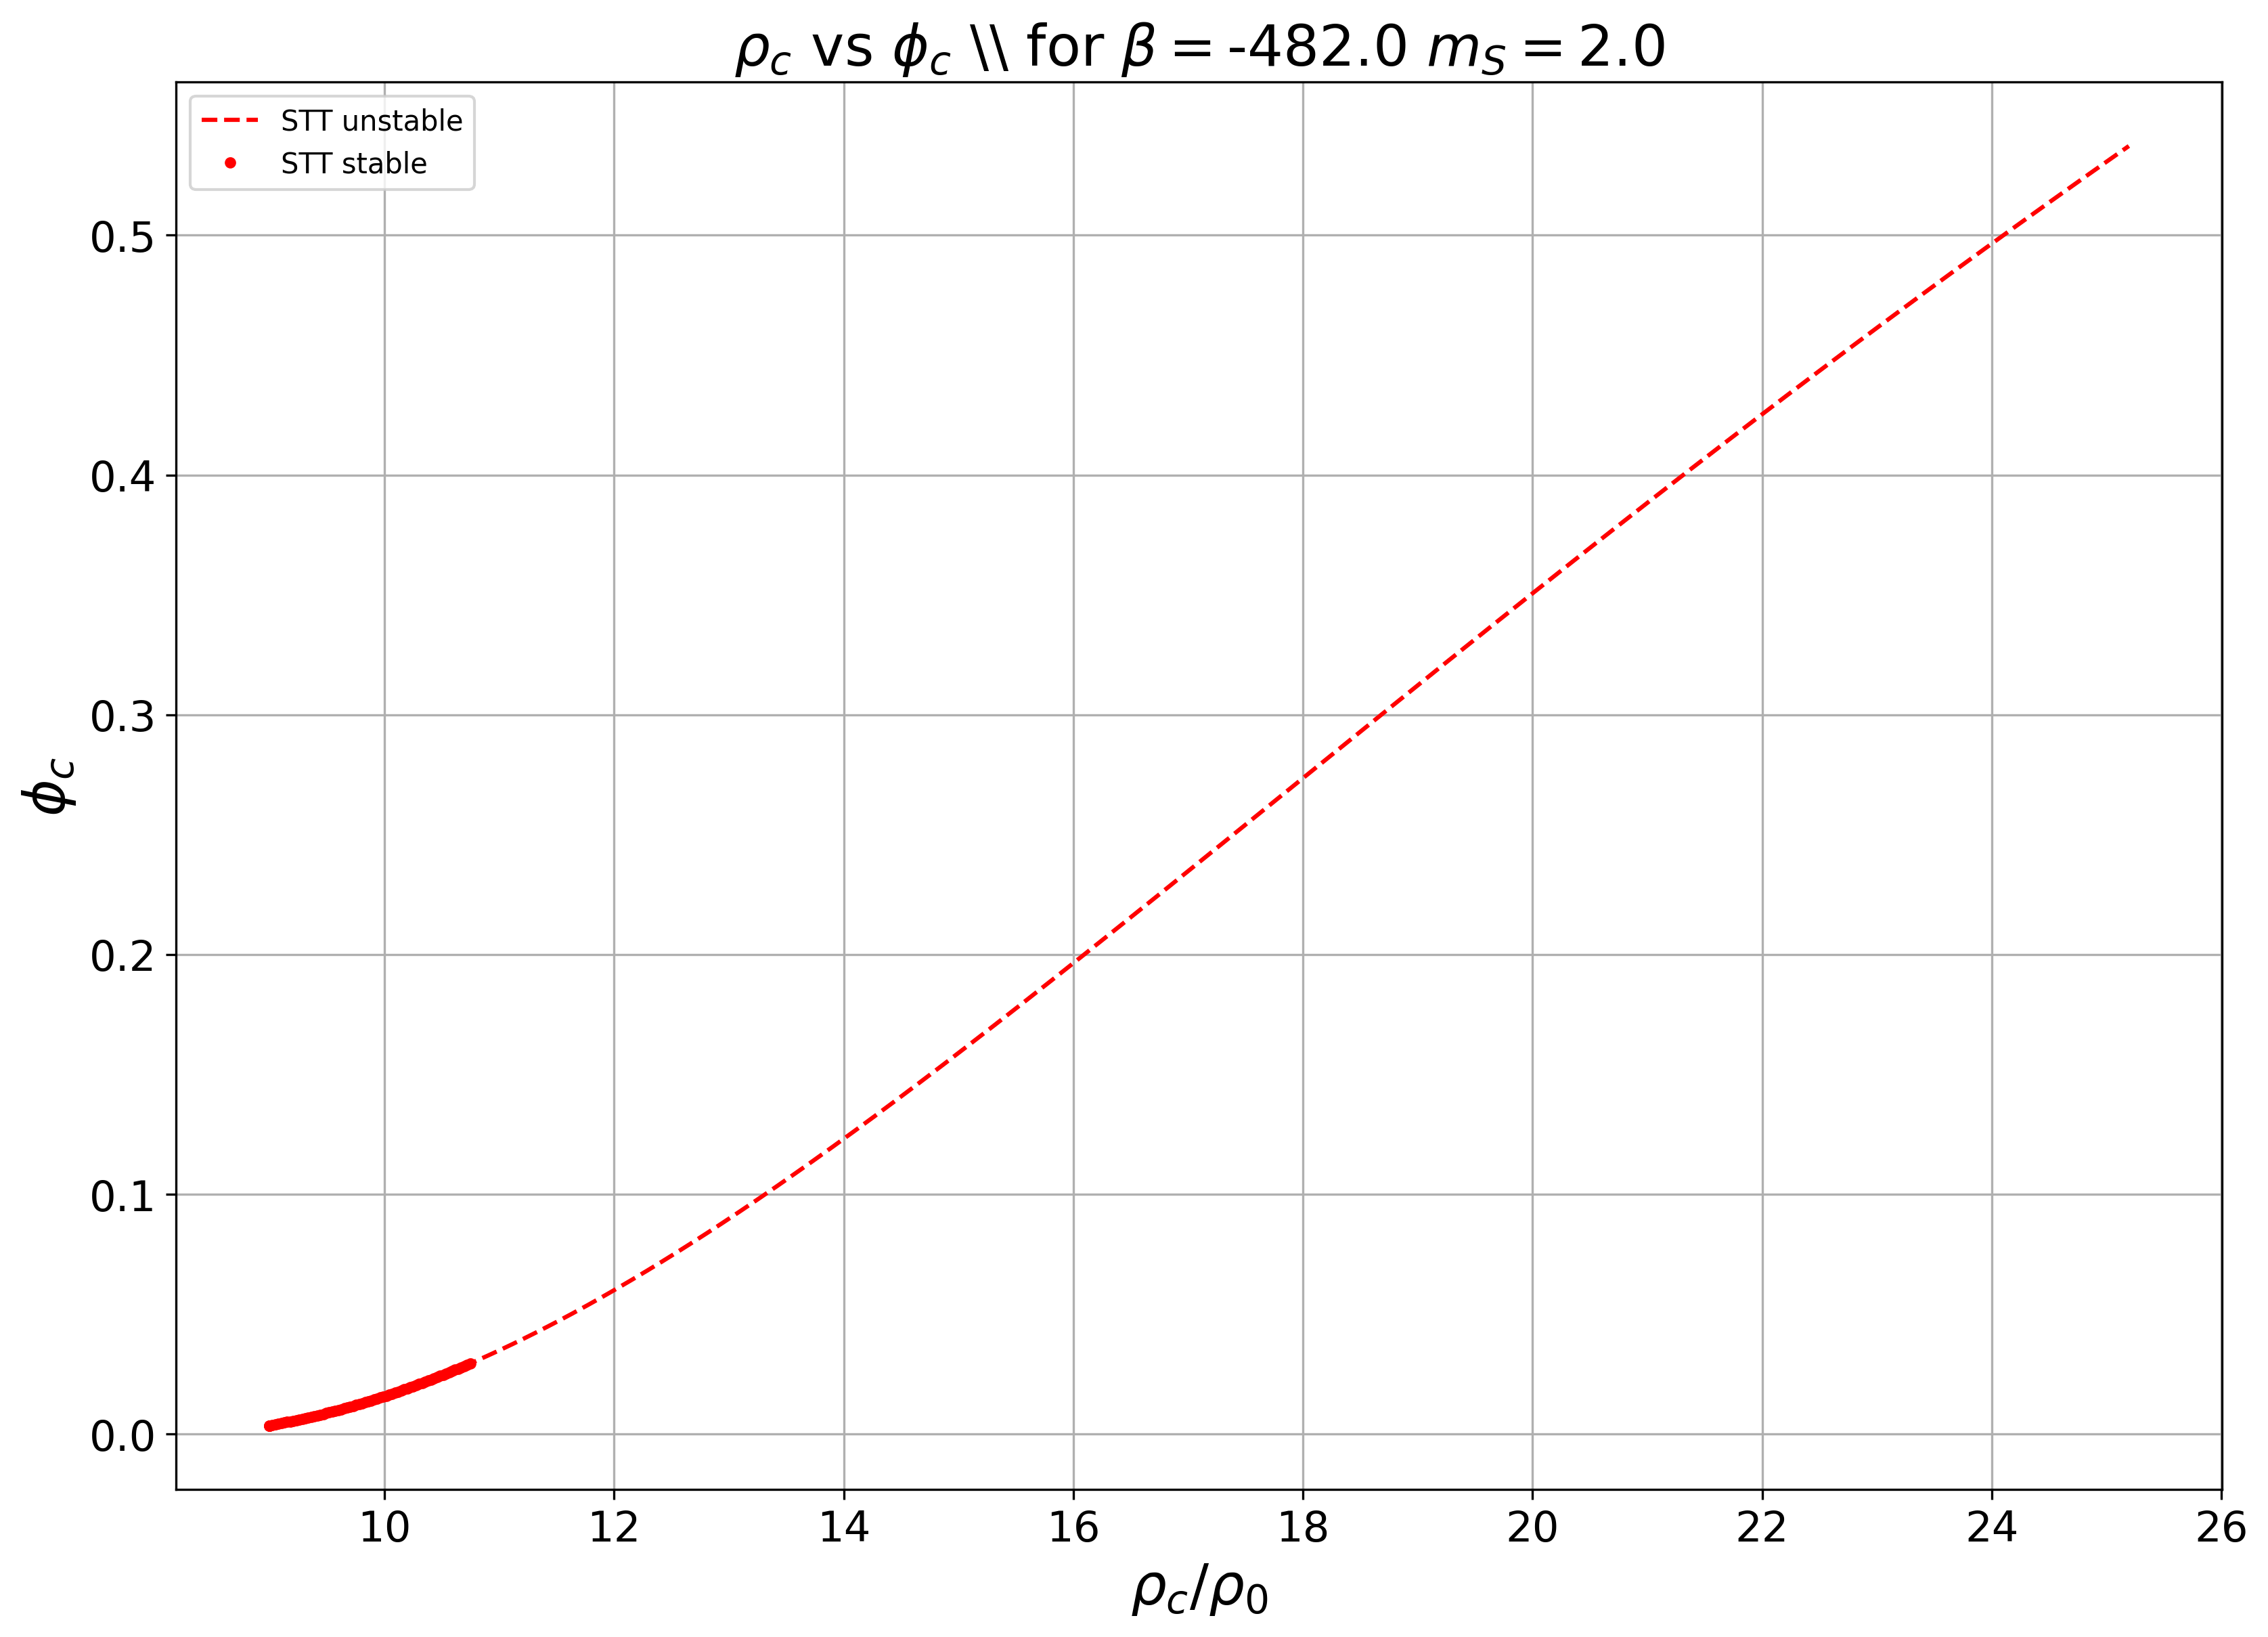 ρc vs ϕc \\ for β = -482.0 mS = 2.0
STT unstable
STT stable
0.5
0.4
0.3
0.2
0.1
0.0
ϕc
10 12 14 16 18 20 22 24 26
ρc/ρ0